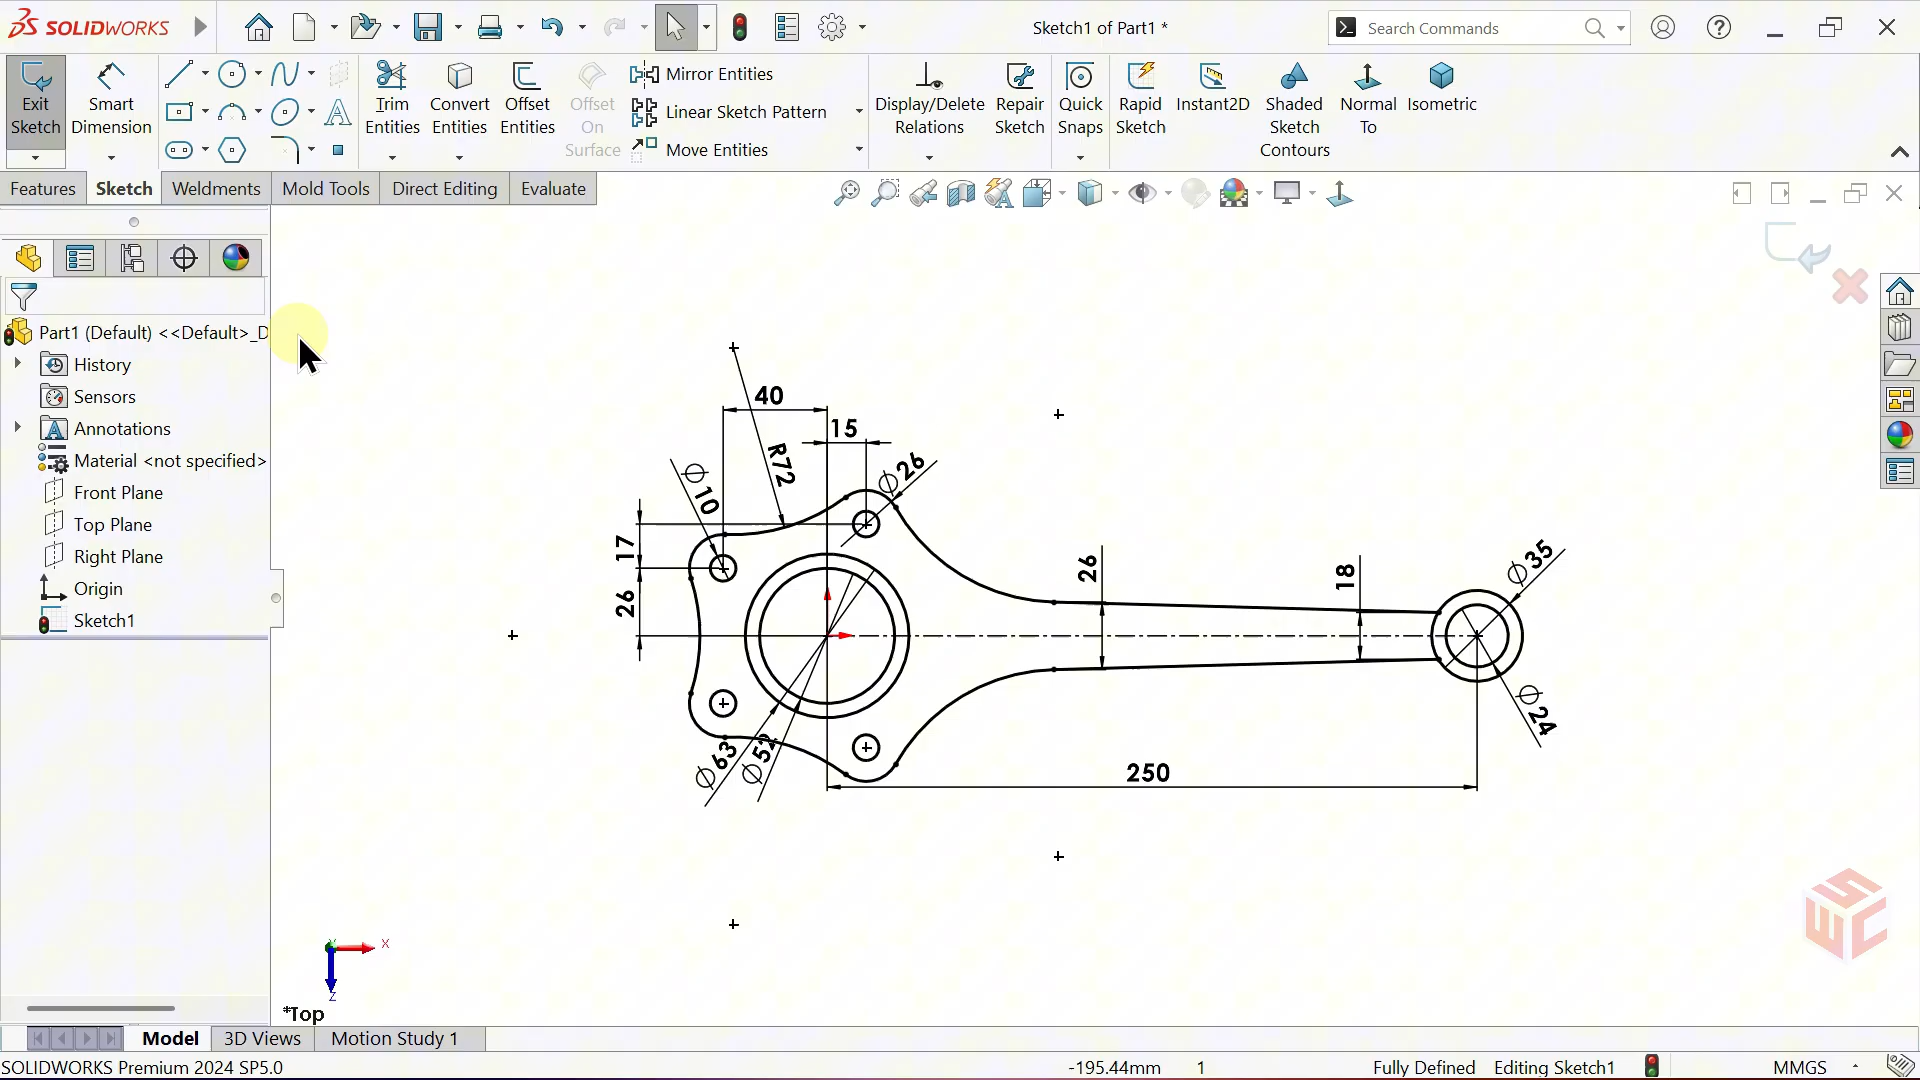 SOLIDWORKS
Sketch1 of Part1 *
Search Commands
Exit Sketch
Smart Dimension
Trim Entities
Convert Entities
Offset Entities
Offset On Surface
Mirror Entities
Linear Sketch Pattern
Move Entities
Display/Delete Relations
Repair Sketch
Quick Snaps
Rapid Sketch
Instant2D
Shaded Sketch Contours
Normal To
Isometric
Features
Sketch
Weldments
Mold Tools
Direct Editing
Evaluate
Part1 (Default) <<Default>_D
History
Sensors
Annotations
Material <not specified>
Front Plane
Top Plane
Right Plane
Origin
Sketch1
40
15
R72
∅10
∅26
17
26
26
18
∅35
∅24
∅63
∅52
250
X
Y
Z
*Top
SWC
Model
3D Views
Motion Study 1
SOLIDWORKS Premium 2024 SP5.0
-195.44mm
1
Fully Defined
Editing Sketch1
MMGS